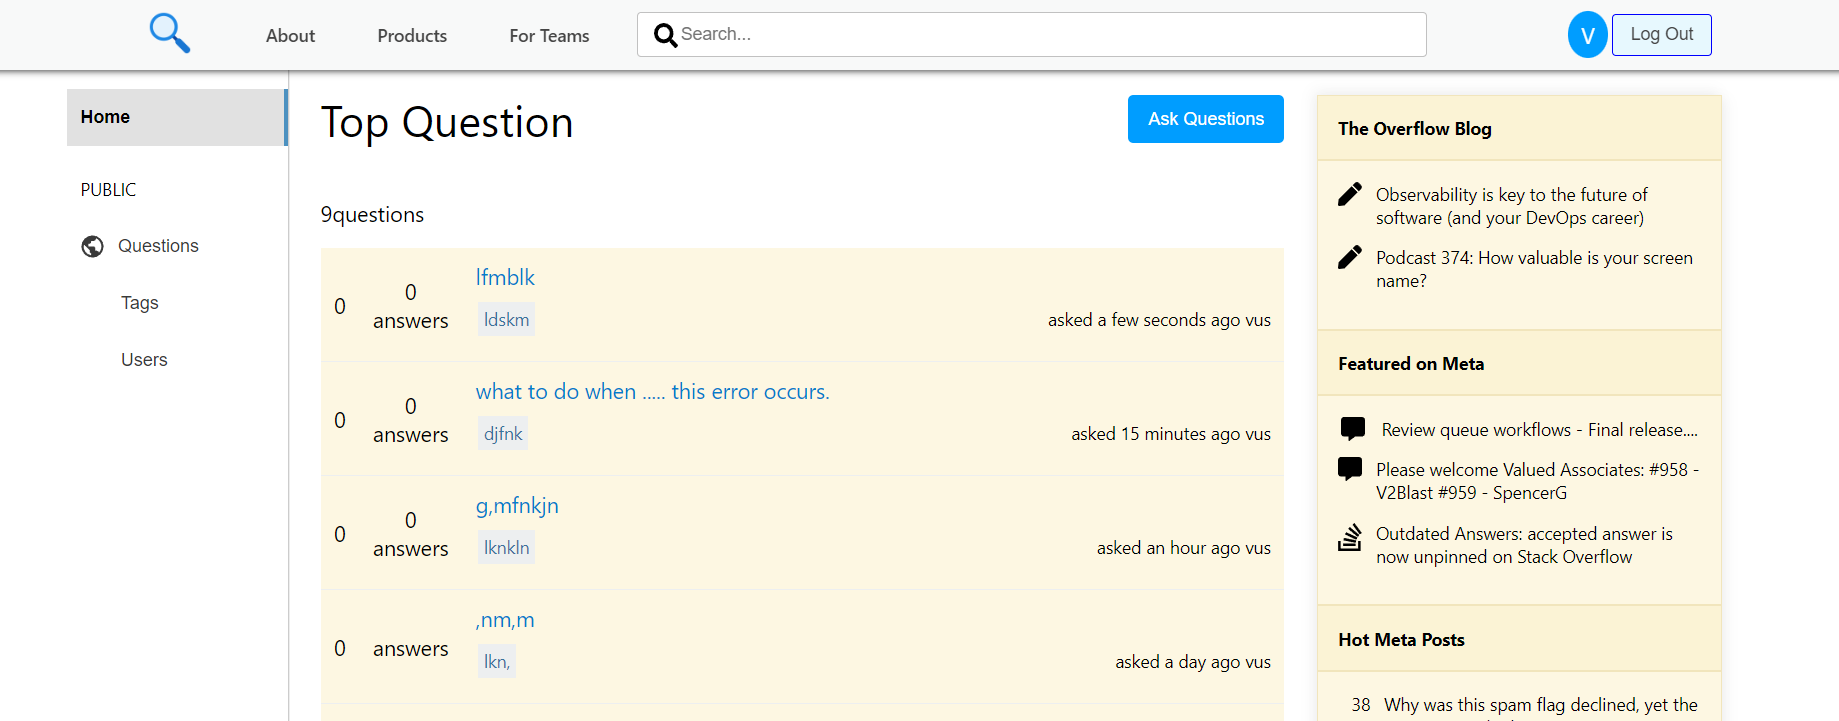 About Products For Teams Search... V Log Out
Home
PUBLIC
Questions
Tags
Users
Top Question
Ask Questions
9questions
0
0
answers
lfmblk
ldskm
asked a few seconds ago vus
0
0
answers
what to do when ..... this error occurs.
djfnk
asked 15 minutes ago vus
0
0
answers
g,mfnkjn
lknkln
asked an hour ago vus
0
answers
,nm,m
lkn,
asked a day ago vus
The Overflow Blog
Observability is key to the future of
software (and your DevOps career)
Podcast 374: How valuable is your screen
name?
Featured on Meta
Review queue workflows - Final release....
Please welcome Valued Associates: #958 -
V2Blast #959 - SpencerG
Outdated Answers: accepted answer is
now unpinned on Stack Overflow
Hot Meta Posts
38 Why was this spam flag declined, yet the